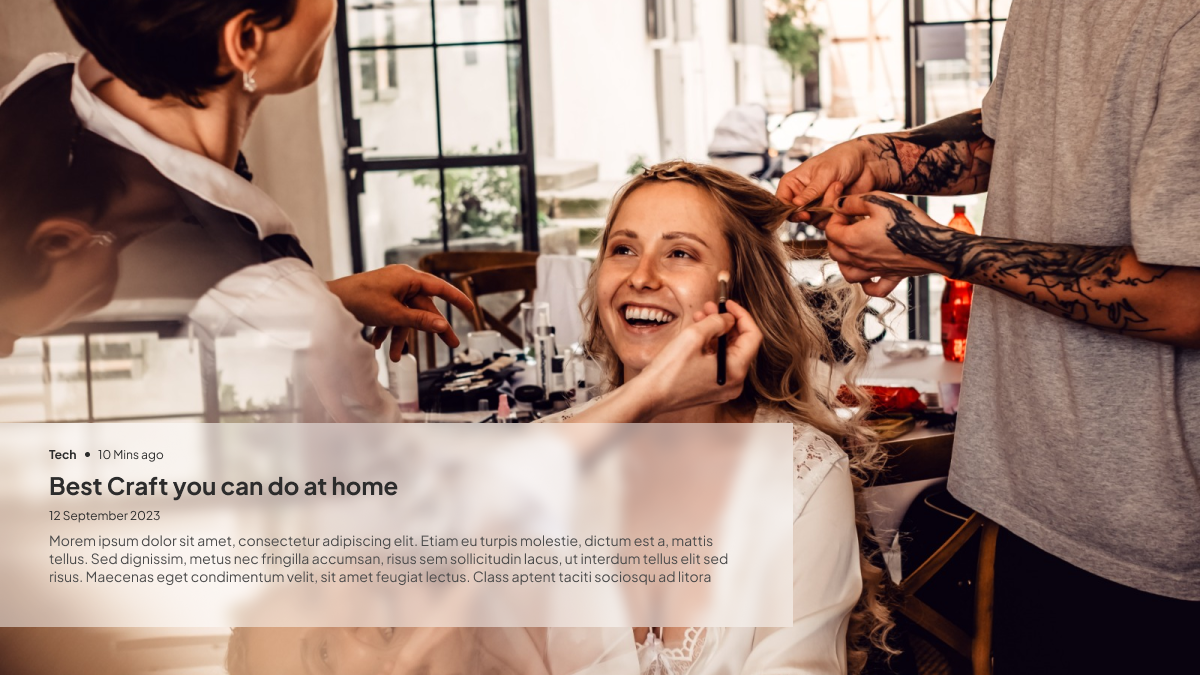 Tech • 10 Mins ago
Best Craft you can do at home
12 September 2023
Morem ipsum dolor sit amet, consectetur adipiscing elit. Etiam eu turpis molestie, dictum est a, mattis
tellus. Sed dignissim, metus nec fringilla accumsan, risus sem sollicitudin lacus, ut interdum tellus elit sed
risus. Maecenas eget condimentum velit, sit amet feugiat lectus. Class aptent taciti sociosqu ad litora